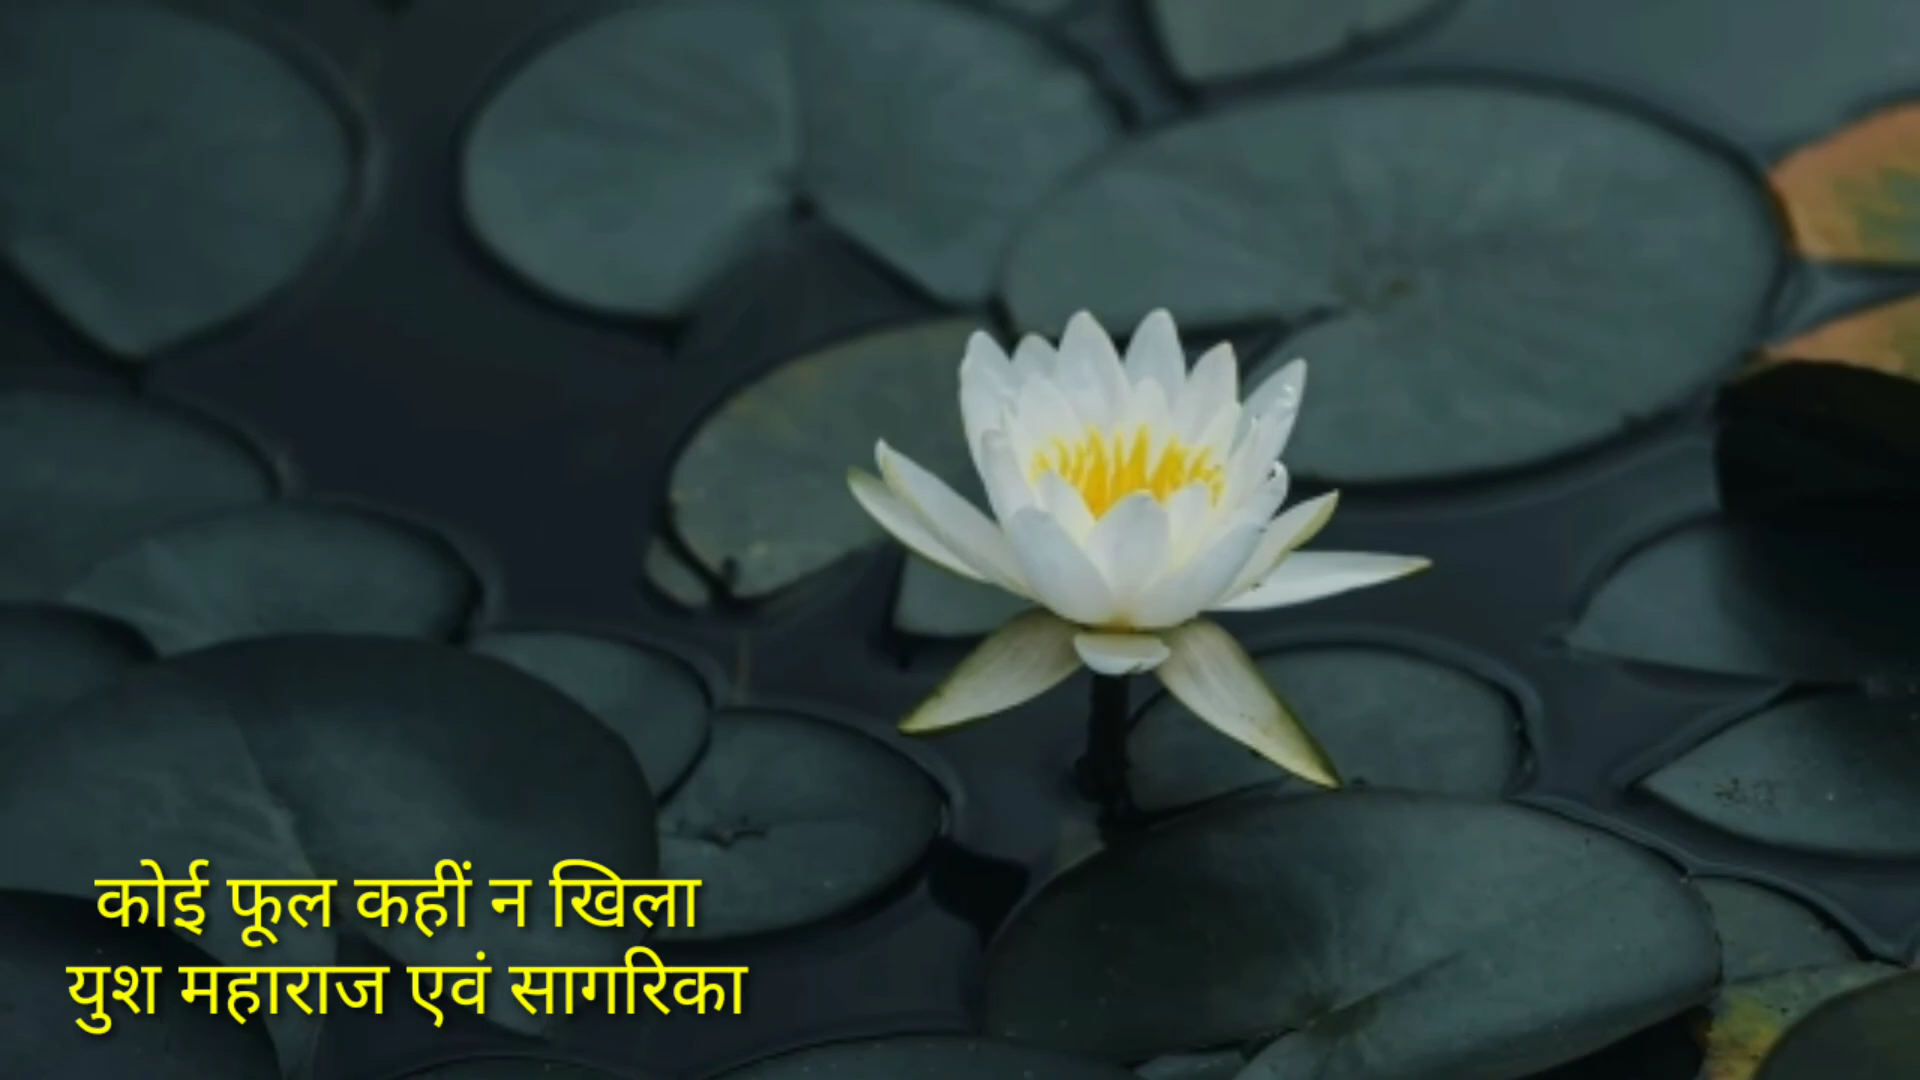 कोई फूल कहीं न खिला
युश महाराज एवं सागरिका